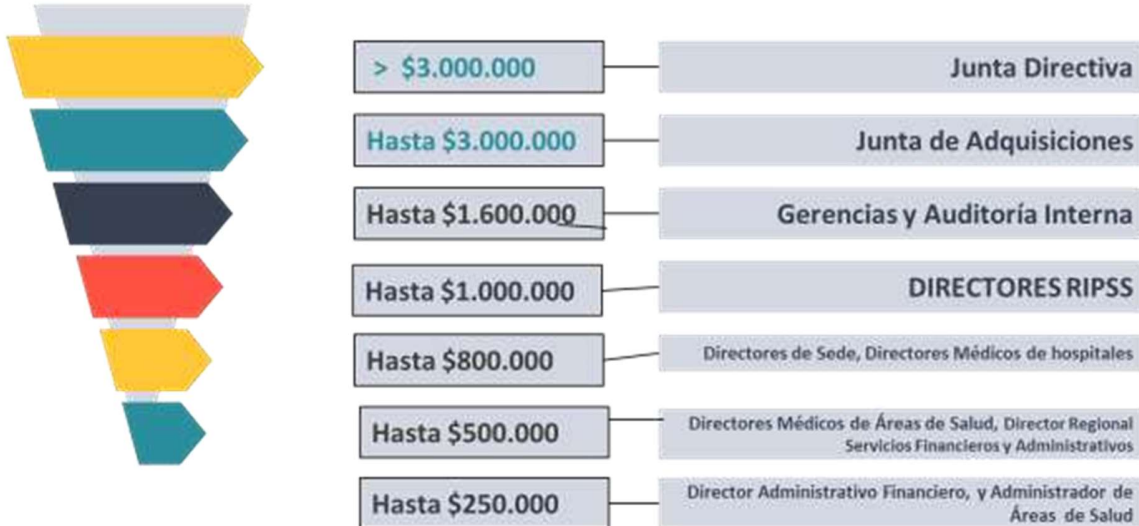 > $3.000.000
Junta Directiva
Hasta $3.000.000
Junta de Adquisiciones
Hasta $1.600.000
Gerencias y Auditoría Interna
Hasta $1.000.000
DIRECTORES RIPSS
Hasta $800.000
Directores de Sede, Directores Médicos de hospitales
Hasta $500.000
Directores Médicos de Áreas de Salud, Director Regional
Servicios Financieros y Administrativos
Hasta $250.000
Director Administrativo Financiero, y Administrador de
Áreas de Salud